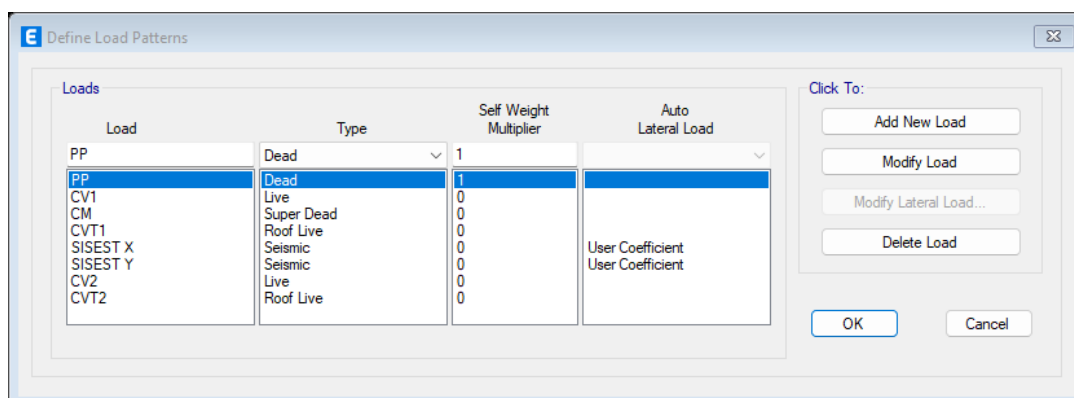 E Define Load Patterns
Loads
Click To:
Load Type Self Weight Multiplier Auto Lateral Load
PP Dead 1
PP Dead 1
CV1 Live 0
CM Super Dead 0
CVT1 Roof Live 0
SISEST X Seismic 0 User Coefficient
SISEST Y Seismic 0 User Coefficient
CV2 Live 0
CVT2 Roof Live 0
Add New Load
Modify Load
Modify Lateral Load...
Delete Load
OK Cancel